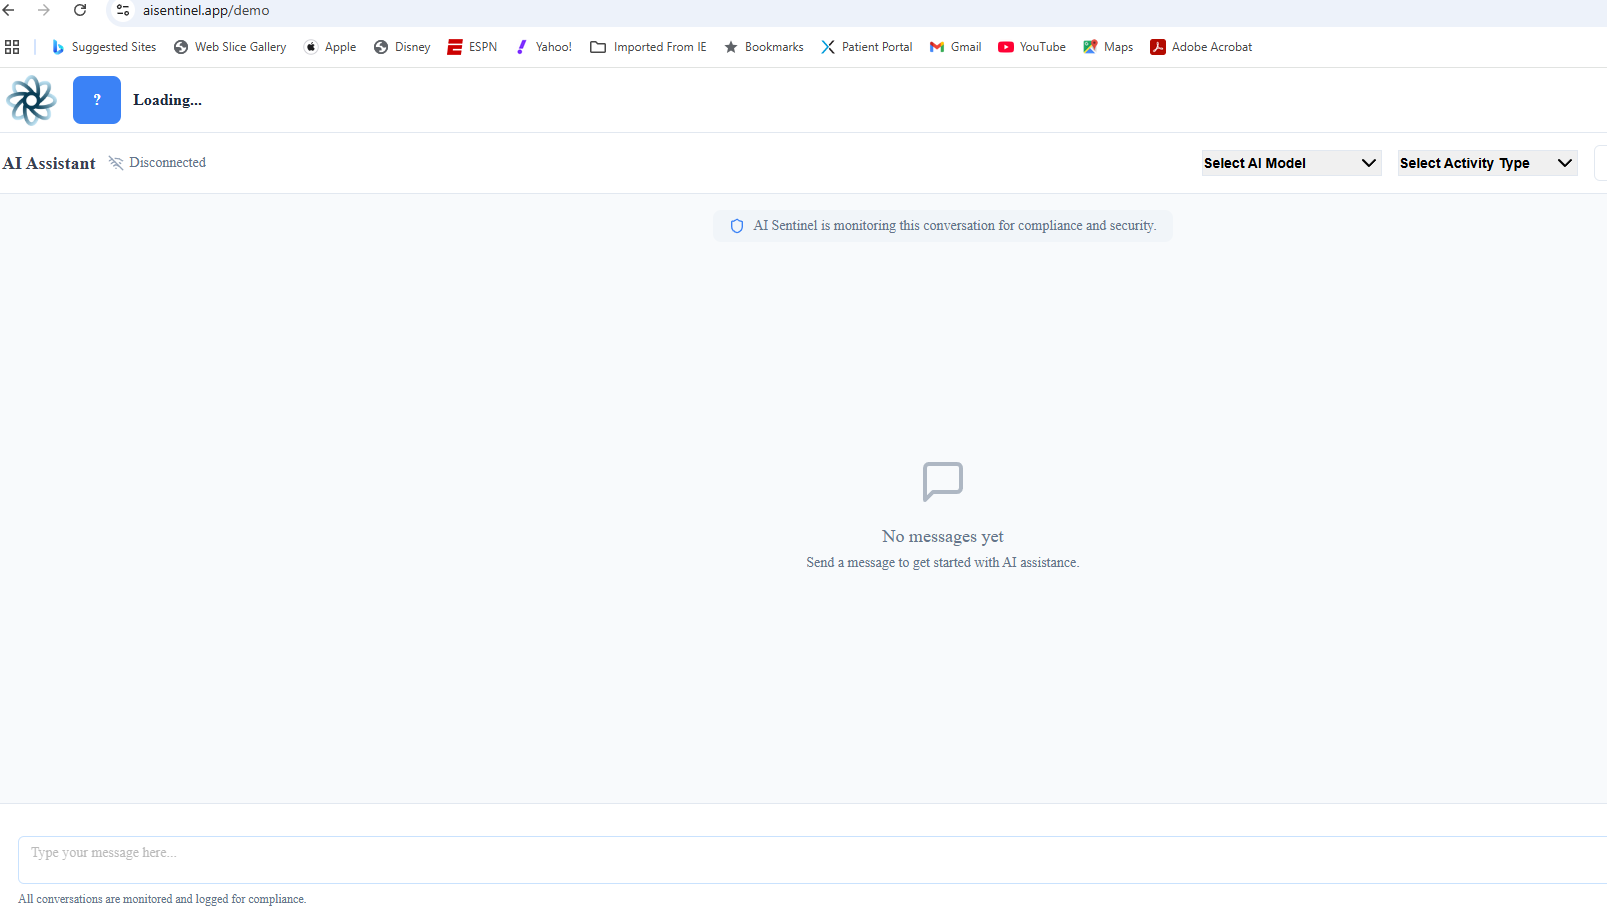 aisentinel.app/demo
Suggested Sites Web Slice Gallery Apple Disney ESPN Yahoo! Imported From IE Bookmarks Patient Portal Gmail YouTube Maps Adobe Acrobat
? Loading...
AI Assistant Disconnected Select AI Model Select Activity Type
AI Sentinel is monitoring this conversation for compliance and security.
No messages yet
Send a message to get started with AI assistance.
Type your message here...
All conversations are monitored and logged for compliance.